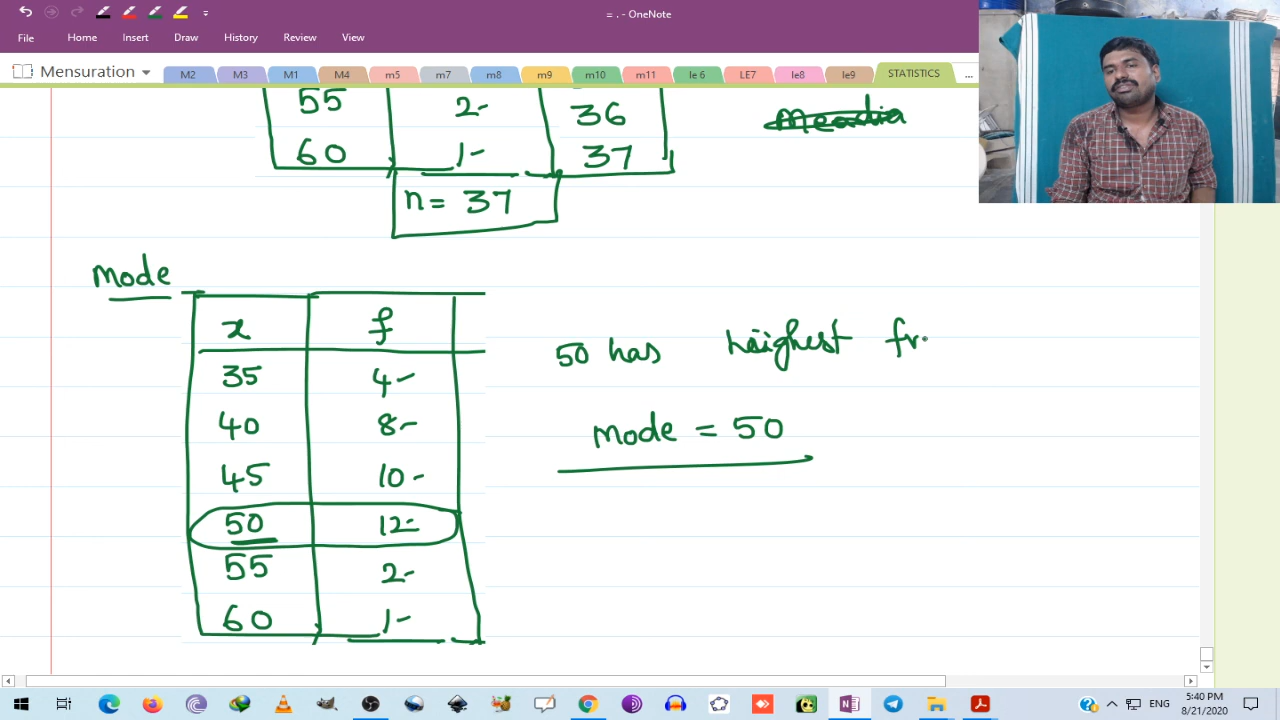 = . - OneNote
File Home Insert Draw History Review View
Mensuration M2 M3 M1 M4 m5 m7 m8 m9 m10 m11 le 6 LE7 le8 le9 STATISTICS ...
55 2 36
60 1 37
n = 37
mode
x f
35 4
40 8
45 10
50 12
55 2
60 1
50 has heighest fr
mode = 50
ENG
5:40 PM
8/21/2020